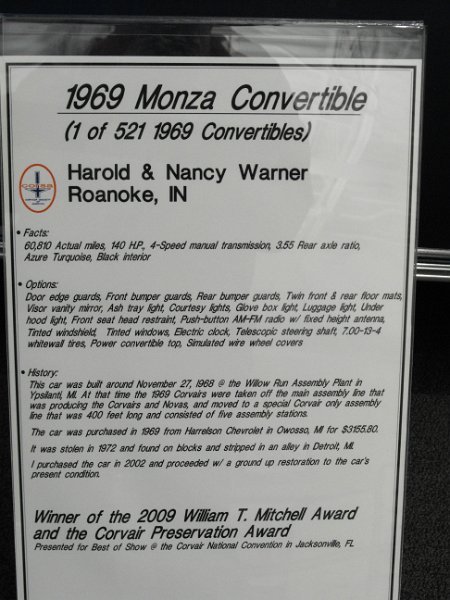 1969 Monza Convertible
(1 of 521 1969 Convertibles)
Harold & Nancy Warner
Roanoke, IN
CORSA
• Facts:
60,810 Actual miles, 140 H.P., 4-Speed manual transmission, 3.55 Rear axle ratio,
Azure Turquoise, Black interior
• Options:
Door edge guards, Front bumper guards, Rear bumper guards, Twin front & rear floor mats,
Visor vanity mirror, Ash tray light, Courtesy lights, Glove box light, Luggage light, Under
hood light, Front seat head restraint, Push-button AM-FM radio w/ fixed height antenna,
Tinted windshield, Tinted windows, Electric clock, Telescopic steering shaft, 7.00-13-4
whitewall tires, Power convertible top, Simulated wire wheel covers
• History:
This car was built around November 27, 1968 @ the Willow Run Assembly Plant in
Ypsilanti, MI. At that time the 1969 Corvairs were taken off the main assembly line that
was producing the Corvairs and Novas, and moved to a special Corvair only assembly
line that was 400 feet long and consisted of five assembly stations.
The car was purchased in 1969 from Harrelson Chevrolet in Owosso, MI for $3155.80.
It was stolen in 1972 and found on blocks and stripped in an alley in Detroit, MI.
I purchased the car in 2002 and proceeded w/ a ground up restoration to the car's
present condition.
Winner of the 2009 William T. Mitchell Award
and the Corvair Preservation Award
Presented for Best of Show @ the Corvair National Convention in Jacksonville, FL